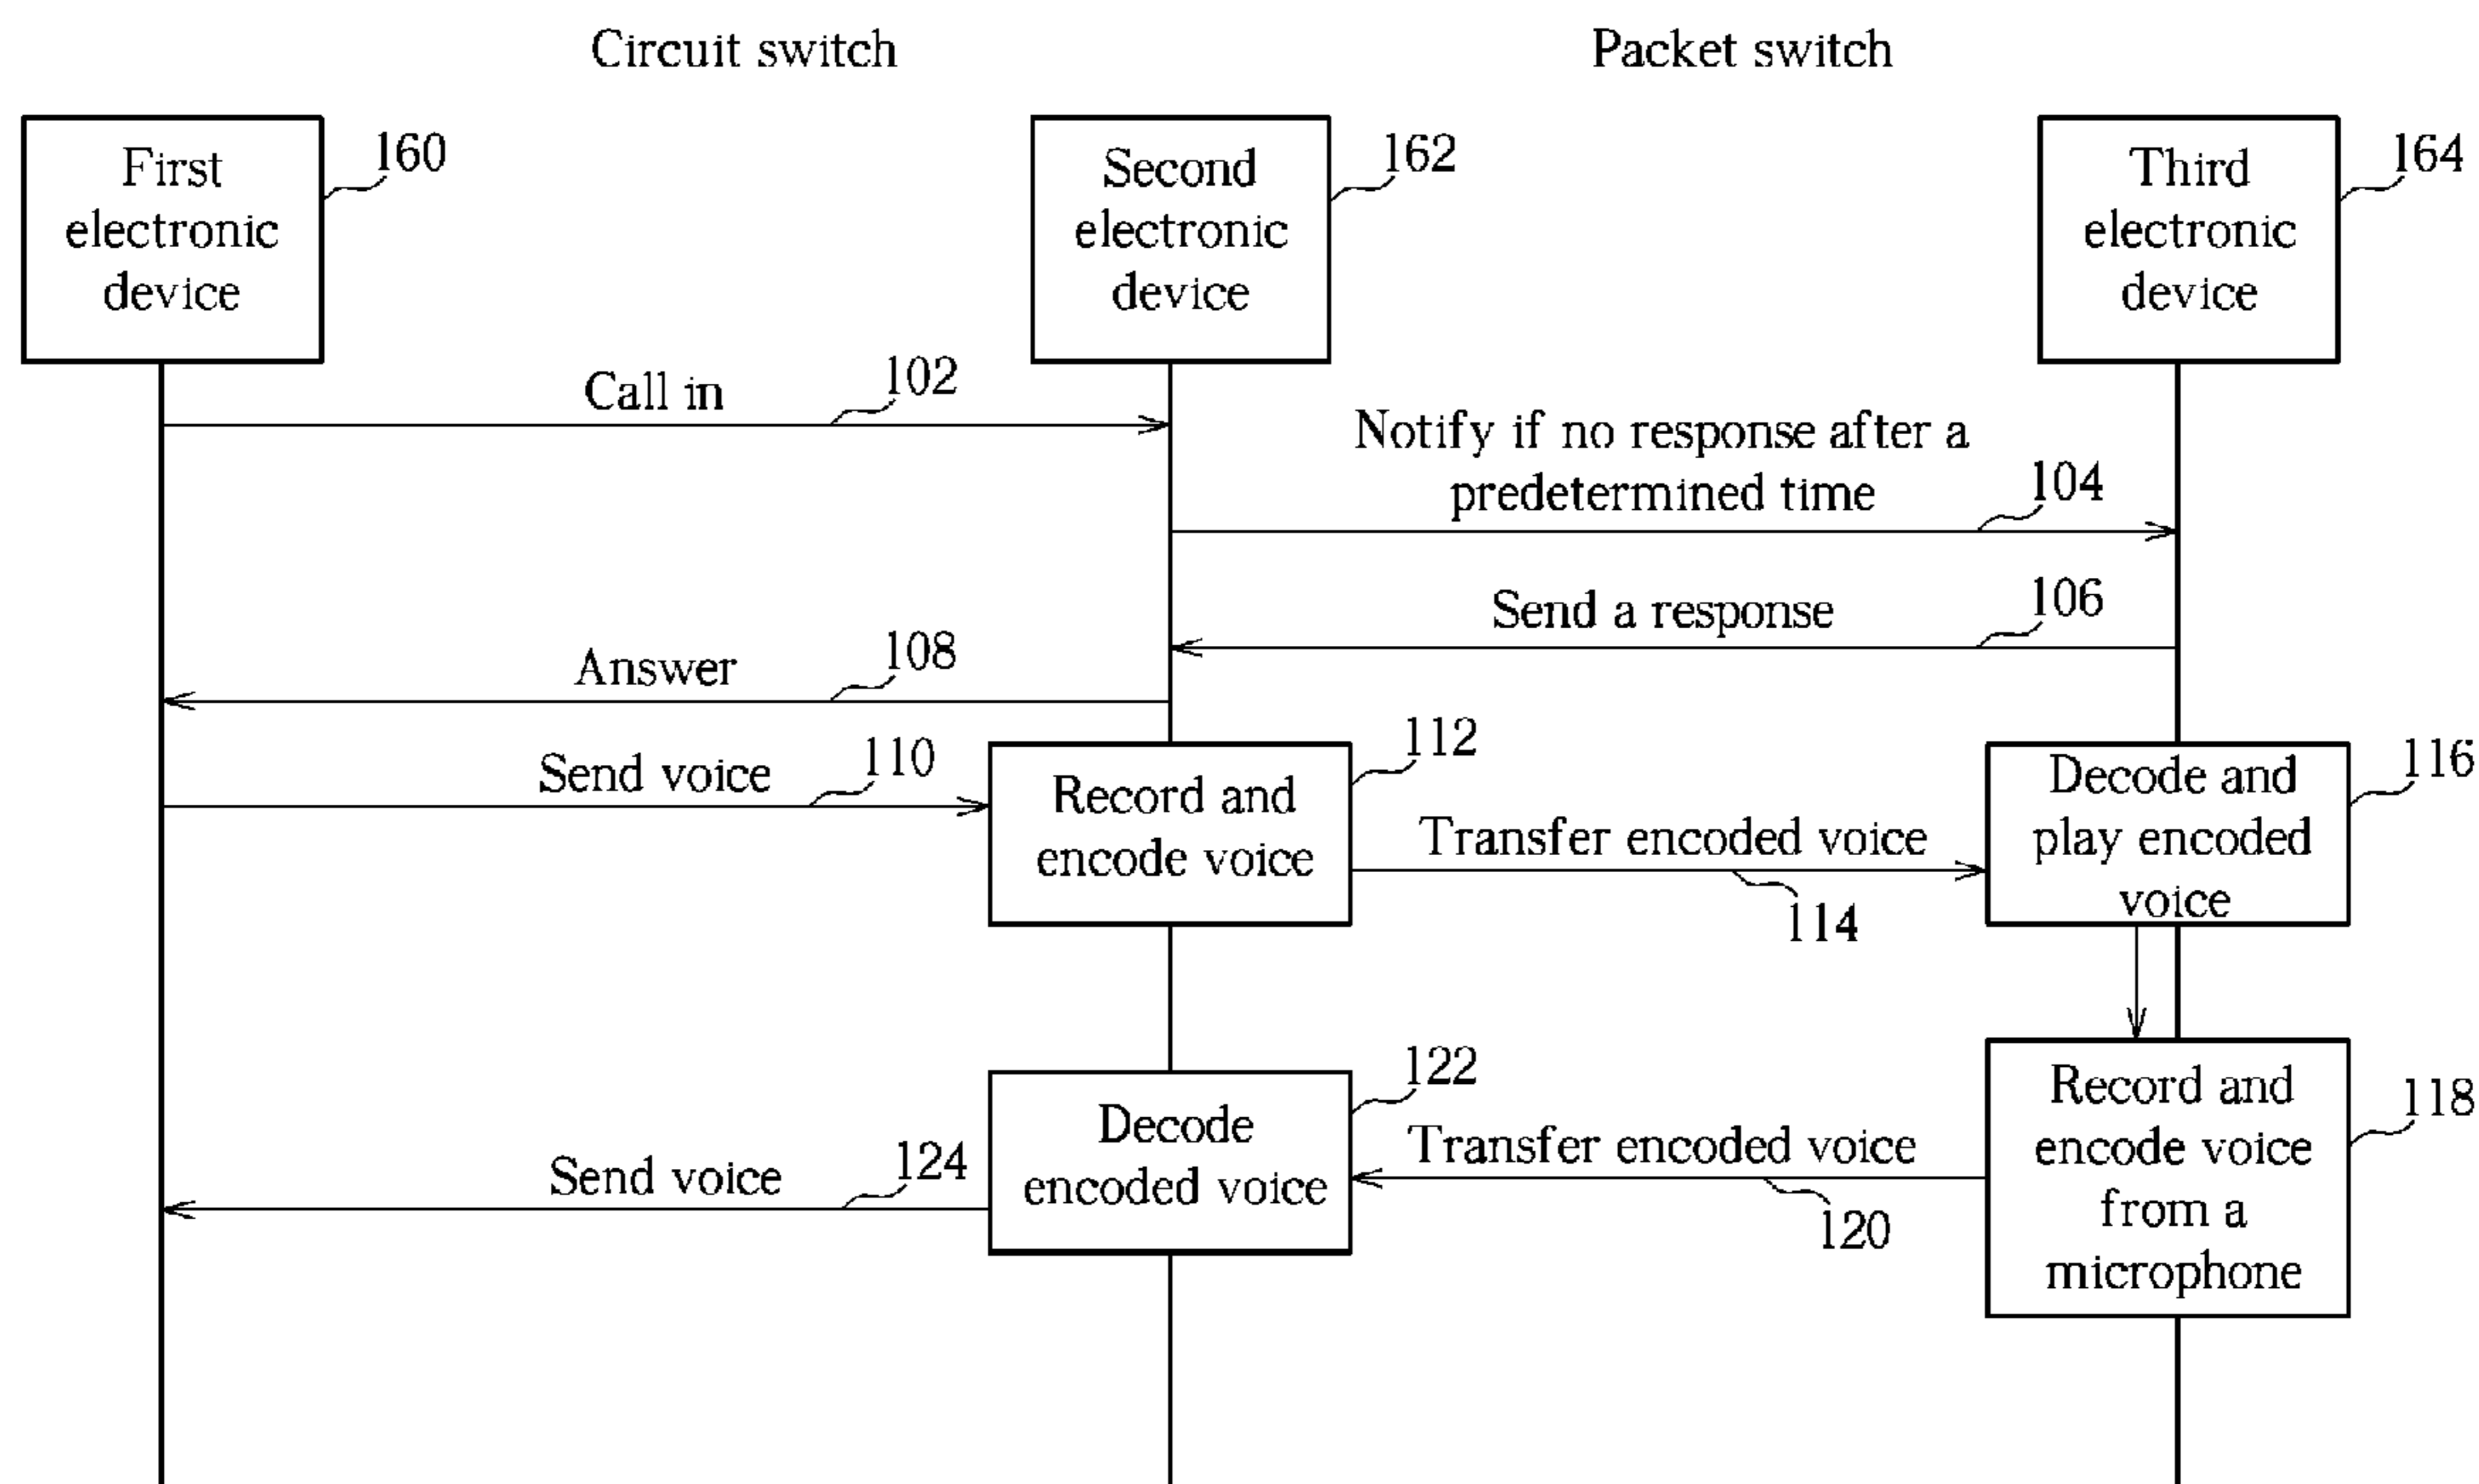 Circuit switch
Packet switch
First
electronic
device
160
Second
electronic
device
162
Third
electronic
device
164
Call in
102
Notify if no response after a
predetermined time
104
Send a response
106
Answer
108
Send voice
110
Record and
encode voice
112
Transfer encoded voice
114
Decode and
play encoded
voice
116
Record and
encode voice
from a
microphone
118
Transfer encoded voice
120
Decode
encoded voice
122
Send voice
124